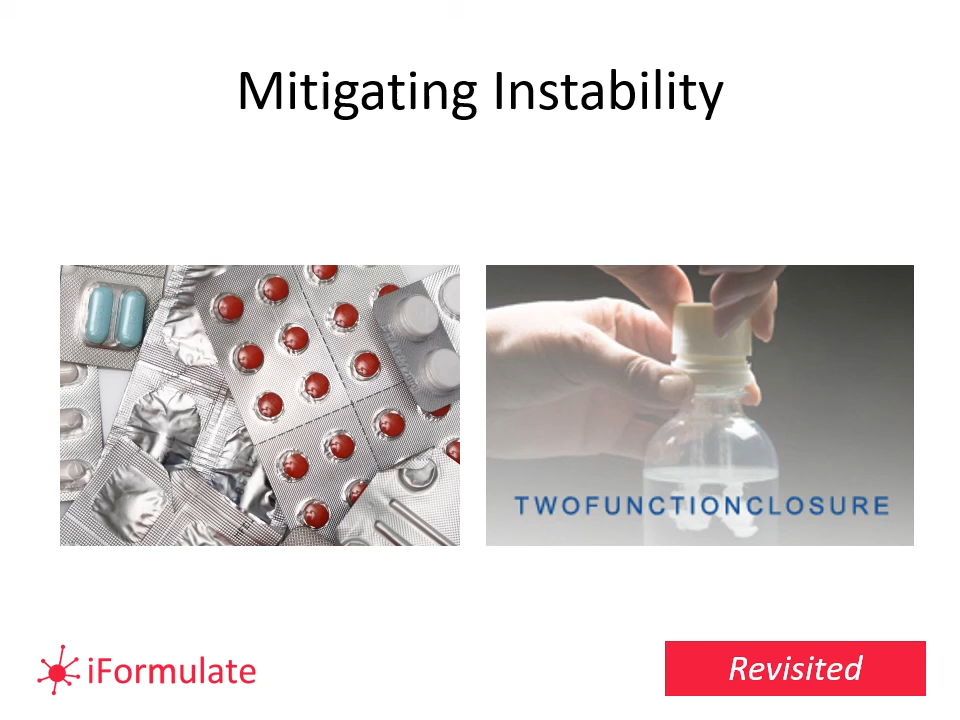 Mitigating Instability
TWOFUNCTIONCLOSURE
iFormulate
Revisited